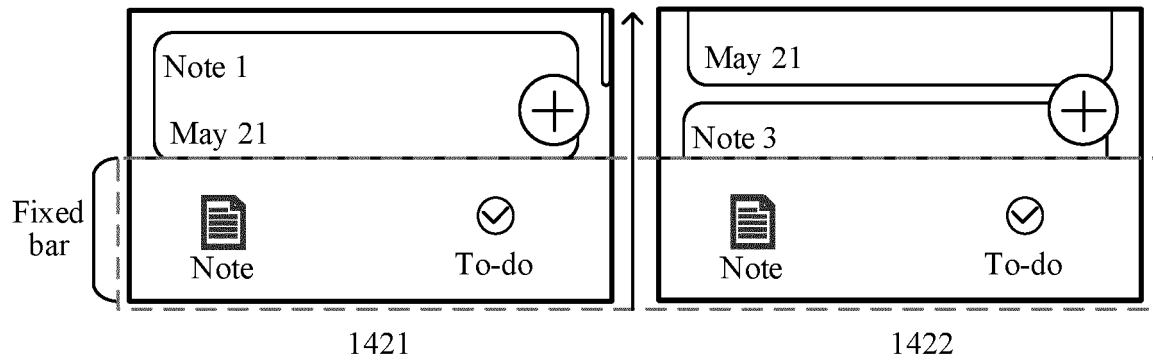 Note 1
May 21
May 21
Note 3
Fixed
bar
Note
To-do
Note
To-do
1421
1422